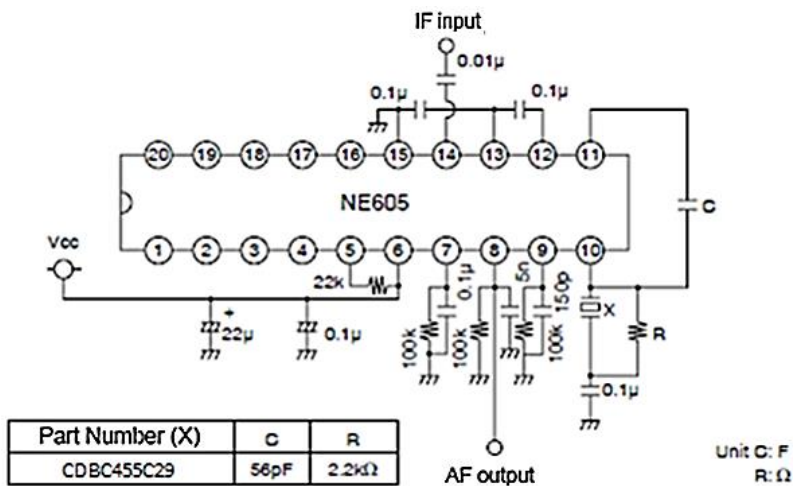 IF input
0.01µ
0.1µ
0.1µ
20 19 18 17 16 15 14 13 12 11
NE605
C
Vcc
1 2 3 4 5 6 7 8 9 10
22k
+
22µ
0.1µ
100k
0.1µ
100k
5n
150p
100k
X
R
0.1µ
Part Number (X) C R
CDBC455C29 56pF 2.2kΩ
AF output
Unit C: F
R: Ω